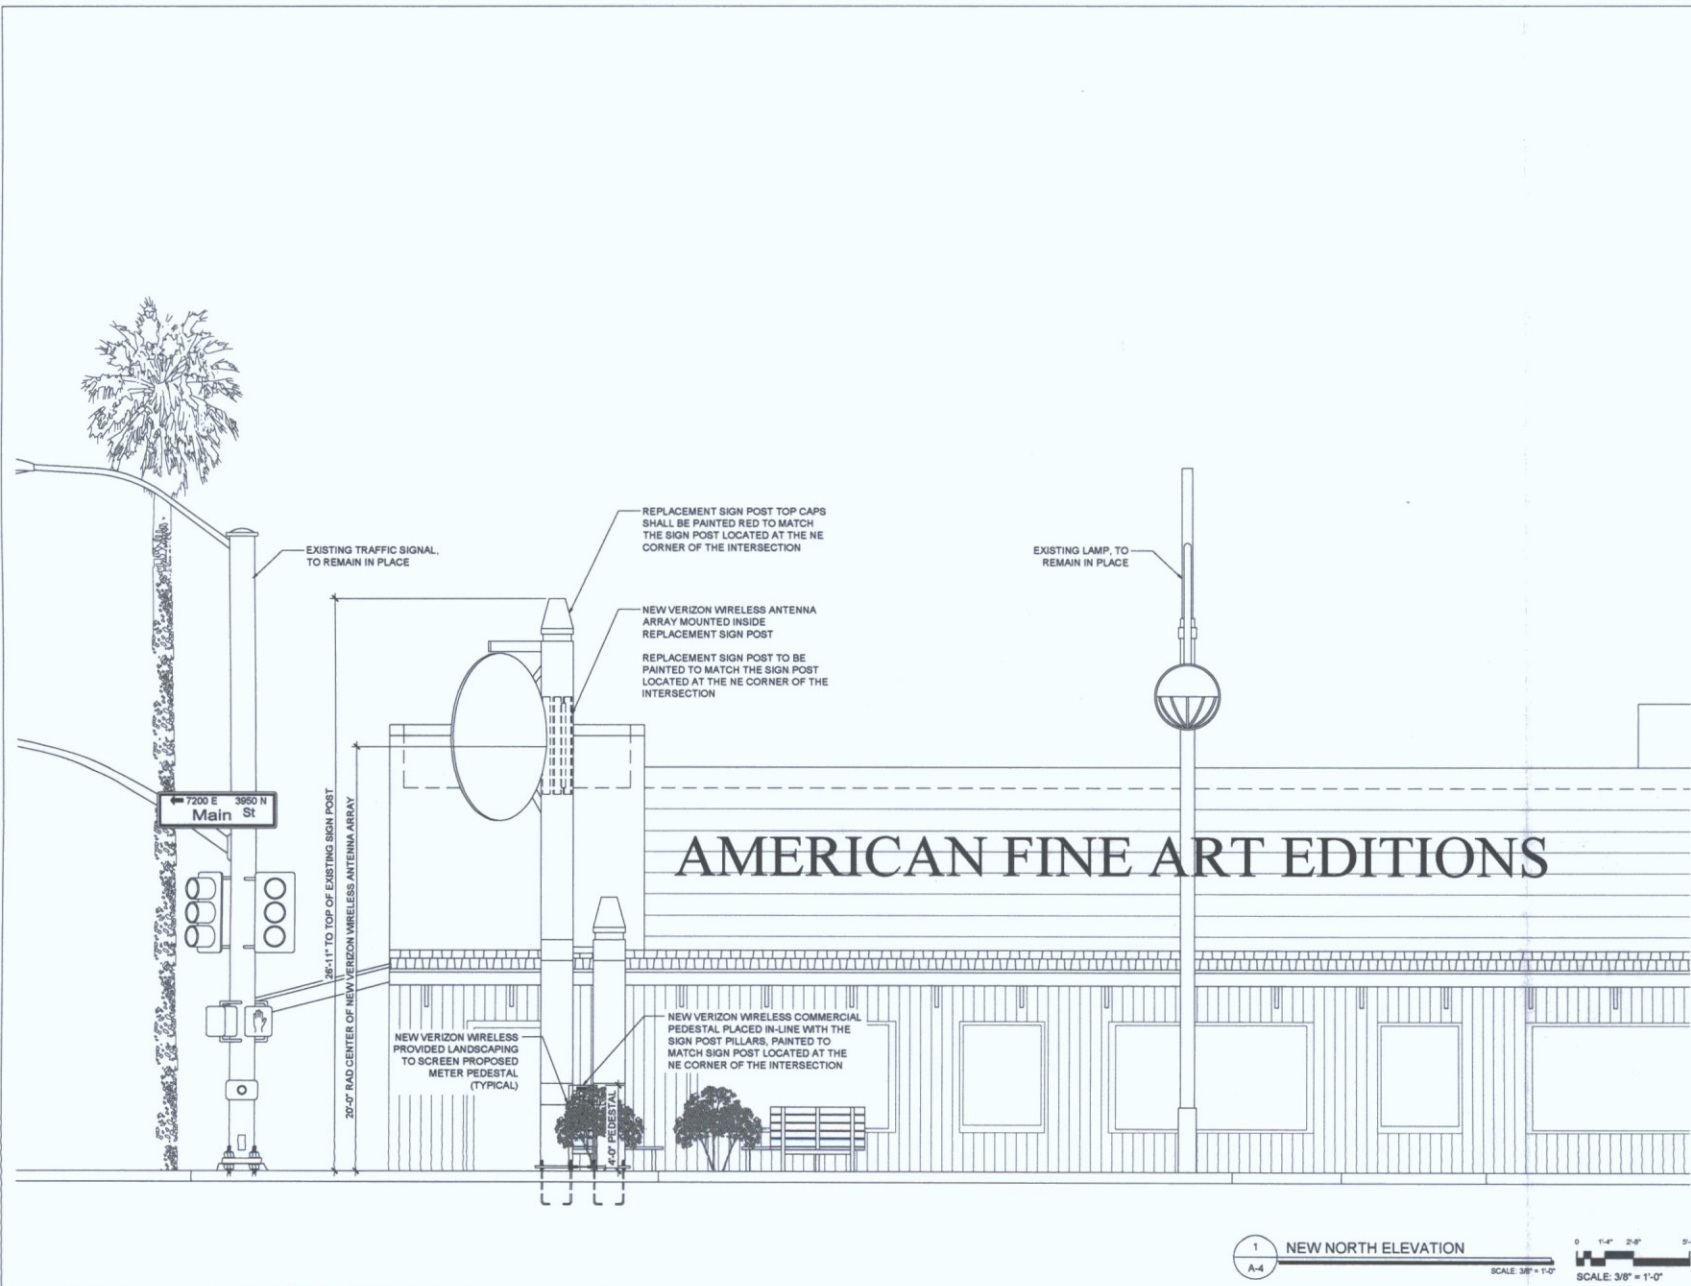 REPLACEMENT SIGN POST TOP CAPS
SHALL BE PAINTED RED TO MATCH
THE SIGN POST LOCATED AT THE NE
CORNER OF THE INTERSECTION
EXISTING TRAFFIC SIGNAL,
TO REMAIN IN PLACE
EXISTING LAMP, TO
REMAIN IN PLACE
NEW VERIZON WIRELESS ANTENNA
ARRAY MOUNTED INSIDE
REPLACEMENT SIGN POST
REPLACEMENT SIGN POST TO BE
PAINTED TO MATCH THE SIGN POST
LOCATED AT THE NE CORNER OF THE
INTERSECTION
26'-11" TO TOP OF EXISTING SIGN POST
20'-0" RAD CENTER OF NEW VERIZON WIRELESS ANTENNA ARRAY
7200 E 3950 N
Main St
AMERICAN FINE ART EDITIONS
NEW VERIZON WIRELESS
PROVIDED LANDSCAPING
TO SCREEN PROPOSED
METER PEDESTAL
(TYPICAL)
NEW VERIZON WIRELESS COMMERCIAL
PEDESTAL PLACED IN-LINE WITH THE
SIGN POST PILLARS, PAINTED TO
MATCH SIGN POST LOCATED AT THE
NE CORNER OF THE INTERSECTION
4'-0" PEDESTAL
1
A-4
NEW NORTH ELEVATION
SCALE: 3/8" = 1'-0"
0 1'-4" 2'-8"
SCALE: 3/8" = 1'-0"